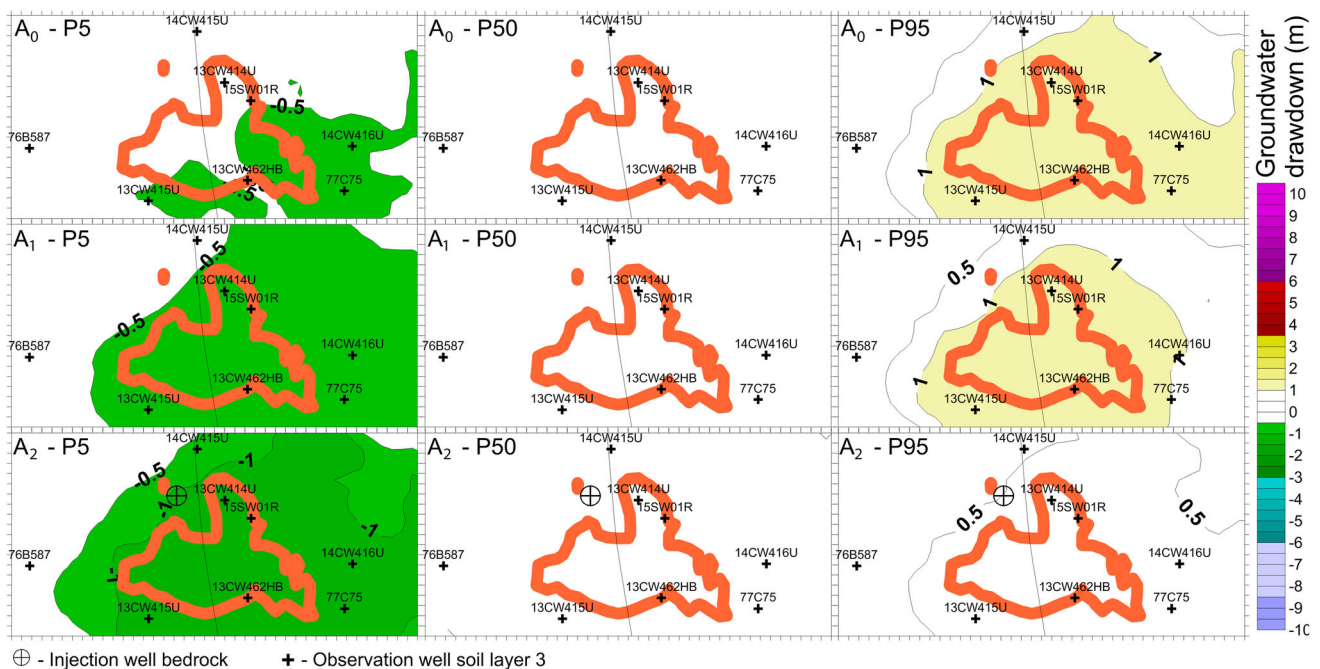 A0 - P5
14CW415U
13CW414U
15SW01R
-0.5
76B587
14CW416U
13CW462HB
13CW415U
77C75
A0 - P50
14CW415U
13CW414U
15SW01R
76B587
14CW416U
13CW462HB
13CW415U
77C75
A0 - P95
14CW415U
1
1
13CW414U
15SW01R
76B587
14CW416U
1
13CW462HB
13CW415U
77C75
A1 - P5
14CW415U
-0.5
13CW414U
15SW01R
-0.5
76B587
14CW416U
13CW462HB
13CW415U
77C75
A1 - P50
14CW415U
13CW414U
15SW01R
76B587
14CW416U
13CW462HB
13CW415U
77C75
A1 - P95
14CW415U
0.5
1
13CW414U
1
15SW01R
76B587
14CW416U
1
13CW462HB
13CW415U
77C75
A2 - P5
14CW415U
-0.5
-1
13CW414U
-1
15SW01R
-1
76B587
14CW416U
13CW462HB
13CW415U
77C75
A2 - P50
14CW415U
13CW414U
15SW01R
76B587
14CW416U
13CW462HB
13CW415U
77C75
A2 - P95
14CW415U
13CW414U
0.5
15SW01R
0.5
76B587
14CW416U
13CW462HB
13CW415U
77C75
Groundwater
drawdown (m)
10
9
8
7
6
5
4
3
2
1
0
-1
-2
-3
-4
-5
-6
-7
-8
-9
-10
- Injection well bedrock
- Observation well soil layer 3